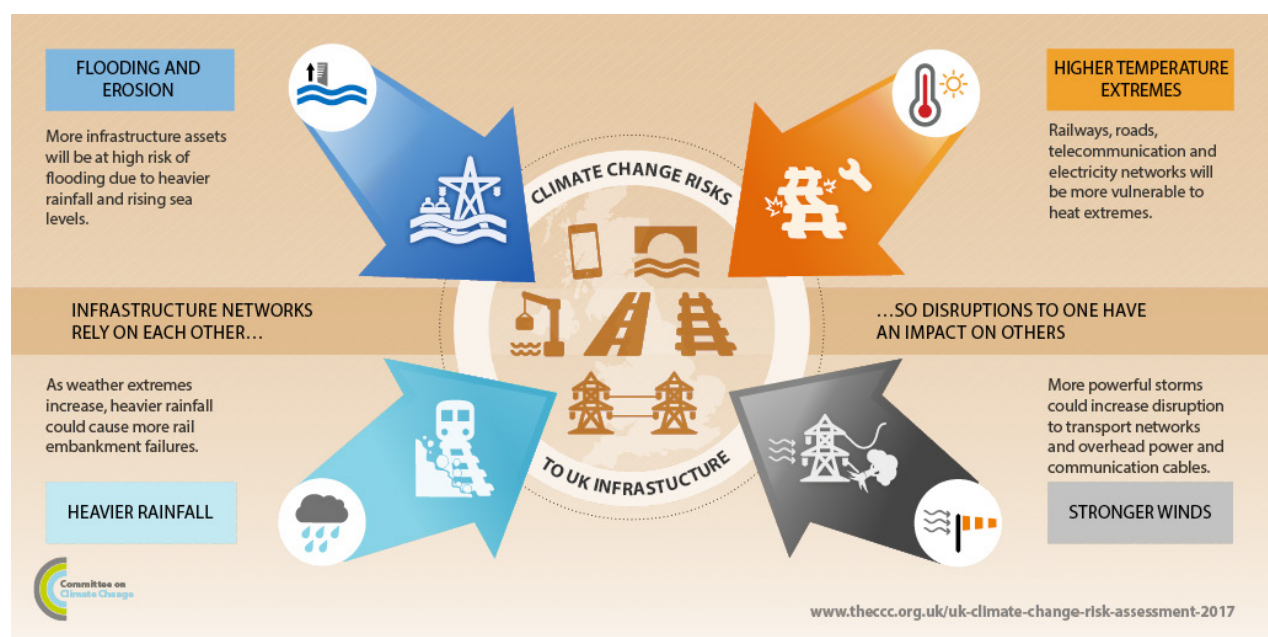 FLOODING AND
EROSION
More infrastructure assets
will be at high risk of
flooding due to heavier
rainfall and rising sea
levels.
HIGHER TEMPERATURE
EXTREMES
Railways, roads,
telecommunication and
electricity networks will
be more vulnerable to
heat extremes.
CLIMATE CHANGE RISKS
TO UK INFRASTUCTURE
INFRASTRUCTURE NETWORKS
RELY ON EACH OTHER…
…SO DISRUPTIONS TO ONE HAVE
AN IMPACT ON OTHERS
As weather extremes
increase, heavier rainfall
could cause more rail
embankment failures.
HEAVIER RAINFALL
More powerful storms
could increase disruption
to transport networks
and overhead power and
communication cables.
STRONGER WINDS
Committee on
Climate Change
www.theccc.org.uk/uk-climate-change-risk-assessment-2017